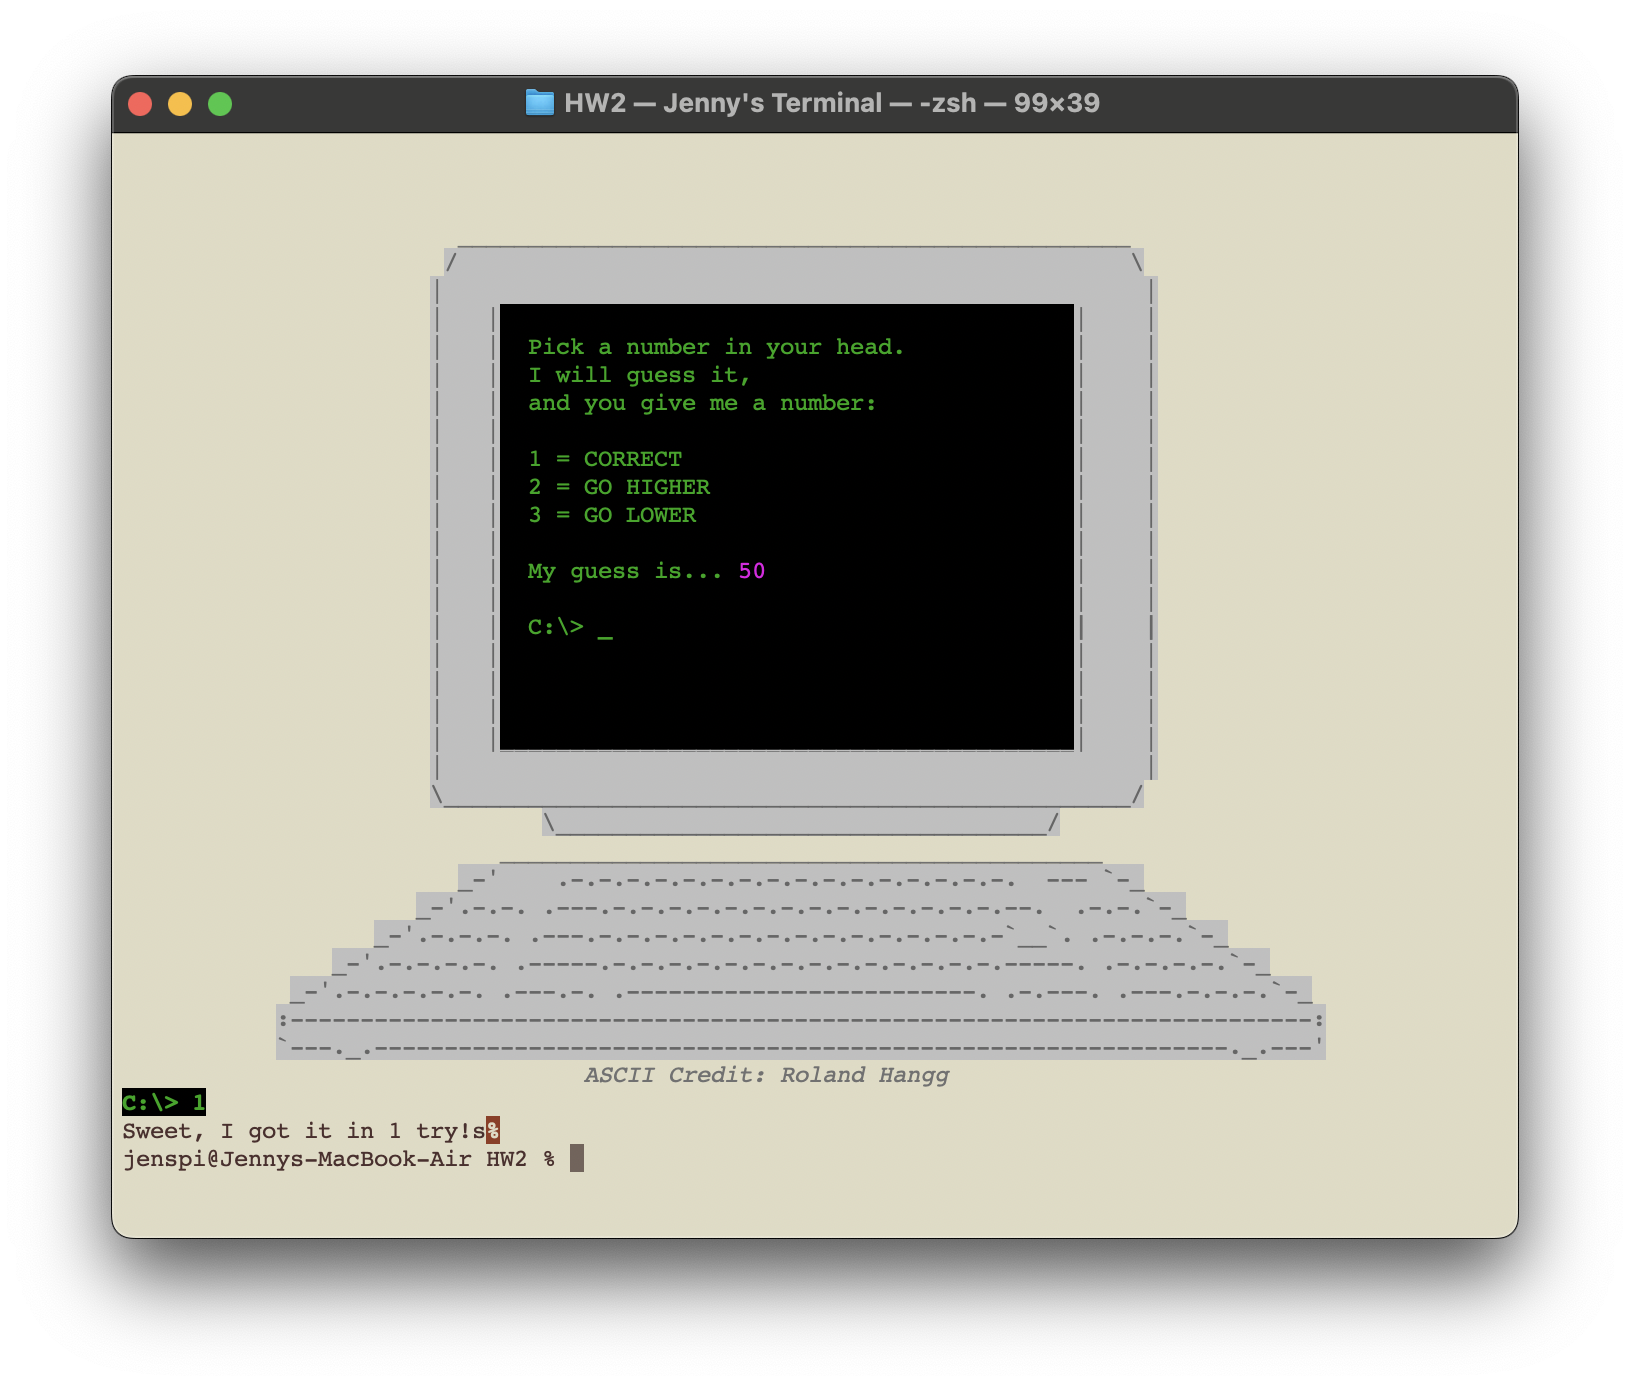 HW2 — Jenny's Terminal — -zsh — 99×39
Pick a number in your head.
I will guess it,
and you give me a number:
1 = CORRECT
2 = GO HIGHER
3 = GO LOWER
My guess is... 50
C:\> _
ASCII Credit: Roland Hangg
C:\> 1
Sweet, I got it in 1 try!s%
jenspi@Jennys-MacBook-Air HW2 %